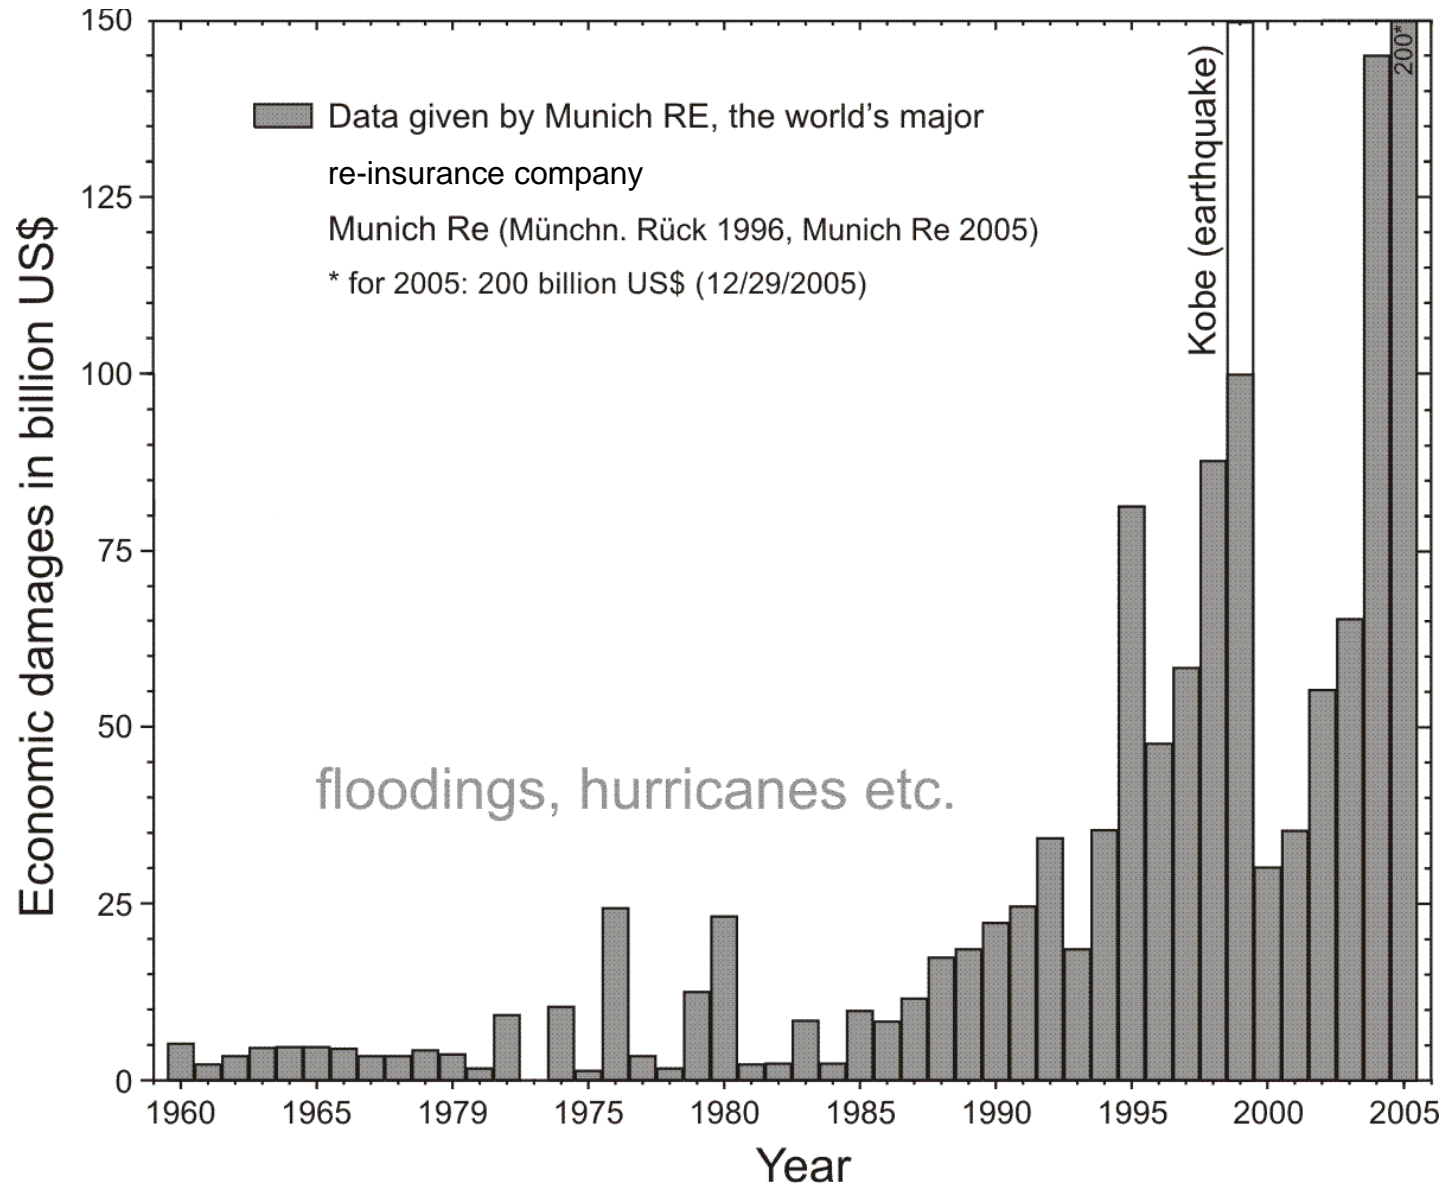 150
125
100
75
50
25
0
Economic damages in billion US$
Data given by Munich RE, the world's major
re-insurance company
Munich Re (Münchn. Rück 1996, Munich Re 2005)
* for 2005: 200 billion US$ (12/29/2005)
Kobe (earthquake)
200*
floodings, hurricanes etc.
1960 1965 1979 1975 1980 1985 1990 1995 2000 2005
Year